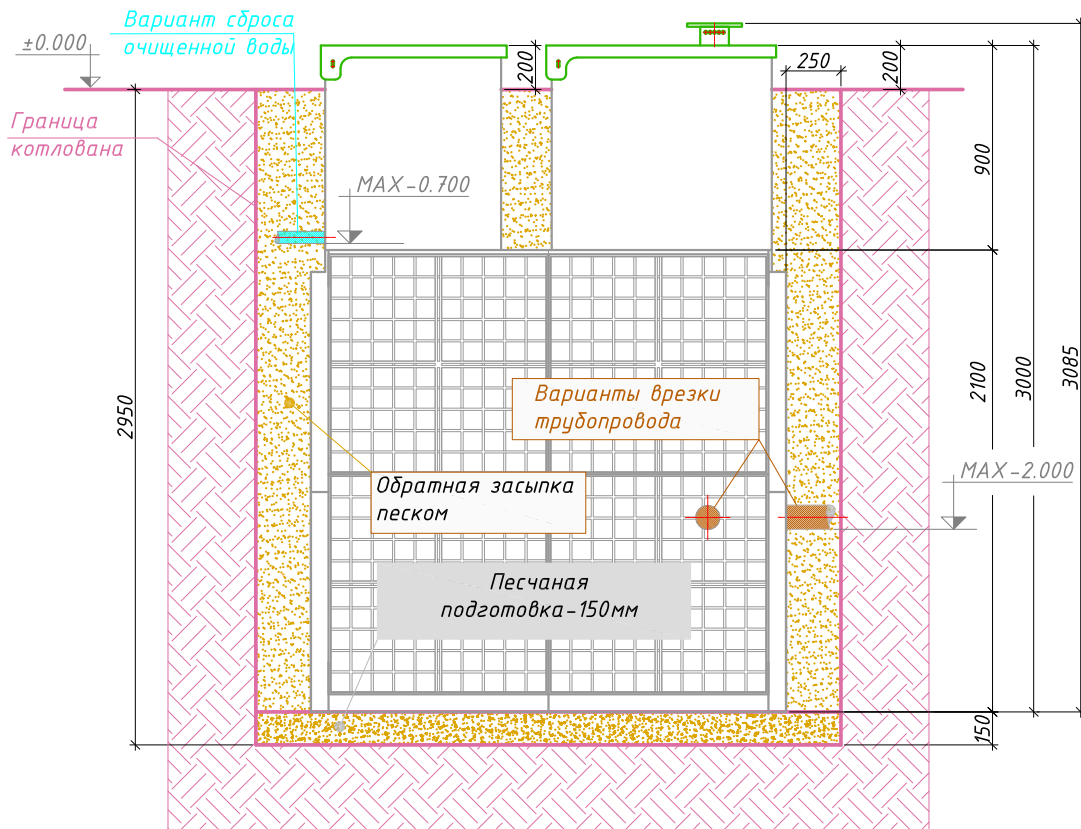 Вариант сброса
очищенной воды
±0.000
200
250
200
Граница
котлована
900
MAX-0.700
2950
2100
3000
3085
Варианты врезки
трубопровода
MAX-2.000
Обратная засыпка
песком
Песчаная
подготовка-150мм
150